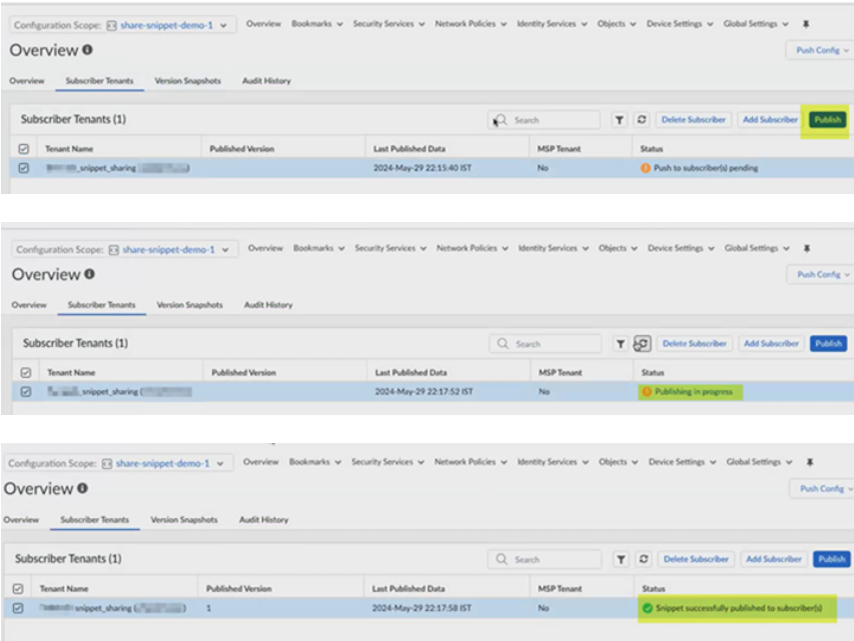 Configuration Scope: share-snippet-demo-1 Overview Bookmarks Security Services Network Policies Identity Services Objects Device Settings Global Settings
Overview Push Config
Overview Subscriber Tenants Version Snapshots Audit History
Subscriber Tenants (1) Search Delete Subscriber Add Subscriber Publish
Tenant Name Published Version Last Published Data MSP Tenant Status
_snippet_sharing ( ) 2024-May-29 22:15:40 IST No Push to subscriber(s) pending
Configuration Scope: share-snippet-demo-1 Overview Bookmarks Security Services Network Policies Identity Services Objects Device Settings Global Settings
Overview Push Config
Overview Subscriber Tenants Version Snapshots Audit History
Subscriber Tenants (1) Search Delete Subscriber Add Subscriber Publish
Tenant Name Published Version Last Published Data MSP Tenant Status
_snippet_sharing ( 2024-May-29 22:17:52 IST No Publishing in progress
Configuration Scope: share-snippet-demo-1 Overview Bookmarks Security Services Network Policies Identity Services Objects Device Settings Global Settings
Overview Push Config
Overview Subscriber Tenants Version Snapshots Audit History
Subscriber Tenants (1) Search Delete Subscriber Add Subscriber Publish
Tenant Name Published Version Last Published Data MSP Tenant Status
snippet_sharing ( ) 1 2024-May-29 22:17:58 IST No Snippet successfully published to subscriber(s)